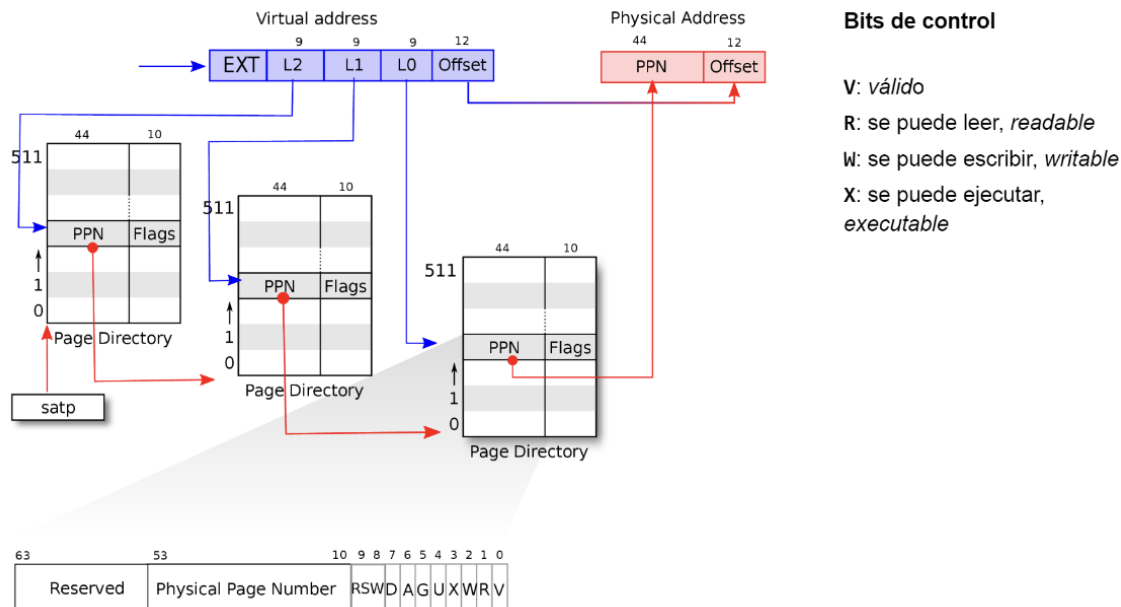 Virtual address
Physical Address
9 9 9 12
EXT L2 L1 L0 Offset
44 12
PPN Offset
44 10
511
PPN Flags
1
0
Page Directory
satp
44 10
511
PPN Flags
1
0
Page Directory
44 10
511
PPN Flags
1
0
Page Directory
63 53 10 9 8 7 6 5 4 3 2 1 0
Reserved Physical Page Number RSW D A G U X W R V
Bits de control
V: válido
R: se puede leer, readable
W: se puede escribir, writable
X: se puede ejecutar,
executable